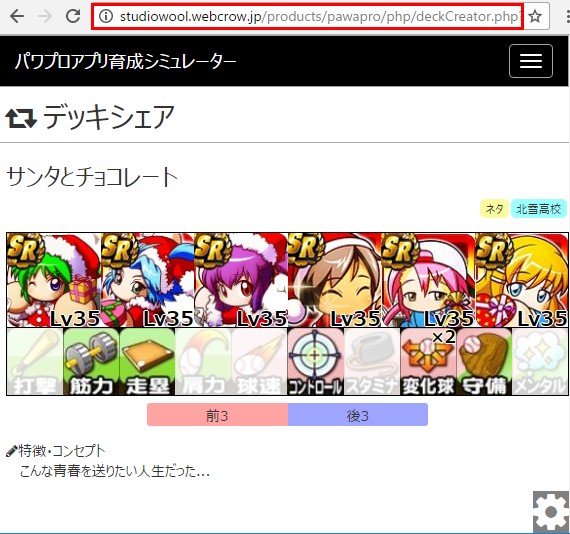 studiowool.webcrow.jp/products/pawapro/php/deckCreator.php?
パワプロアプリ育成シミュレーター
デッキシェア
サンタとチョコレート
ネタ 北雪高校
SR SR SR SR SR SR
Lv35 Lv35 Lv35 Lv35 Lv35 Lv35
×2
打撃 筋力 走塁 肩力 球速 コントロール スタミナ 変化球 守備 メンタル
前3 後3
特徴・コンセプト
こんな青春を送りたい人生だった...